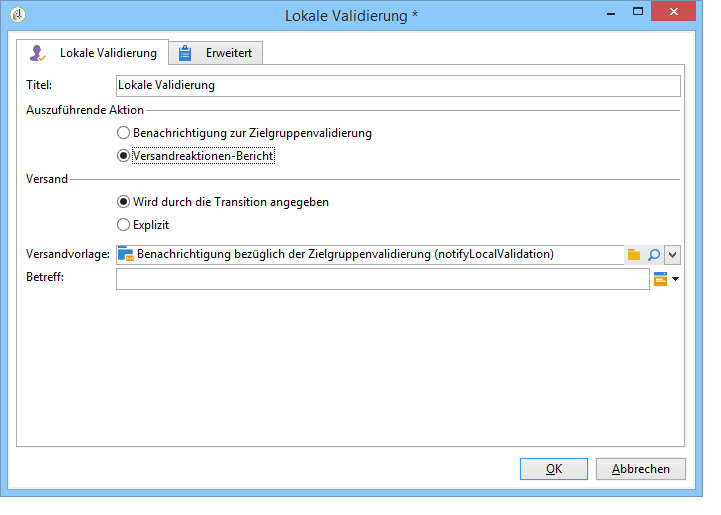 Lokale Validierung *
Lokale Validierung
Erweitert
Titel:
Lokale Validierung
Auszuführende Aktion
Benachrichtigung zur Zielgruppenvalidierung
Versandreaktionen-Bericht
Versand
Wird durch die Transition angegeben
Explizit
Versandvorlage:
Benachrichtigung bezüglich der Zielgruppenvalidierung (notifyLocalValidation)
Betreff:
OK
Abbrechen